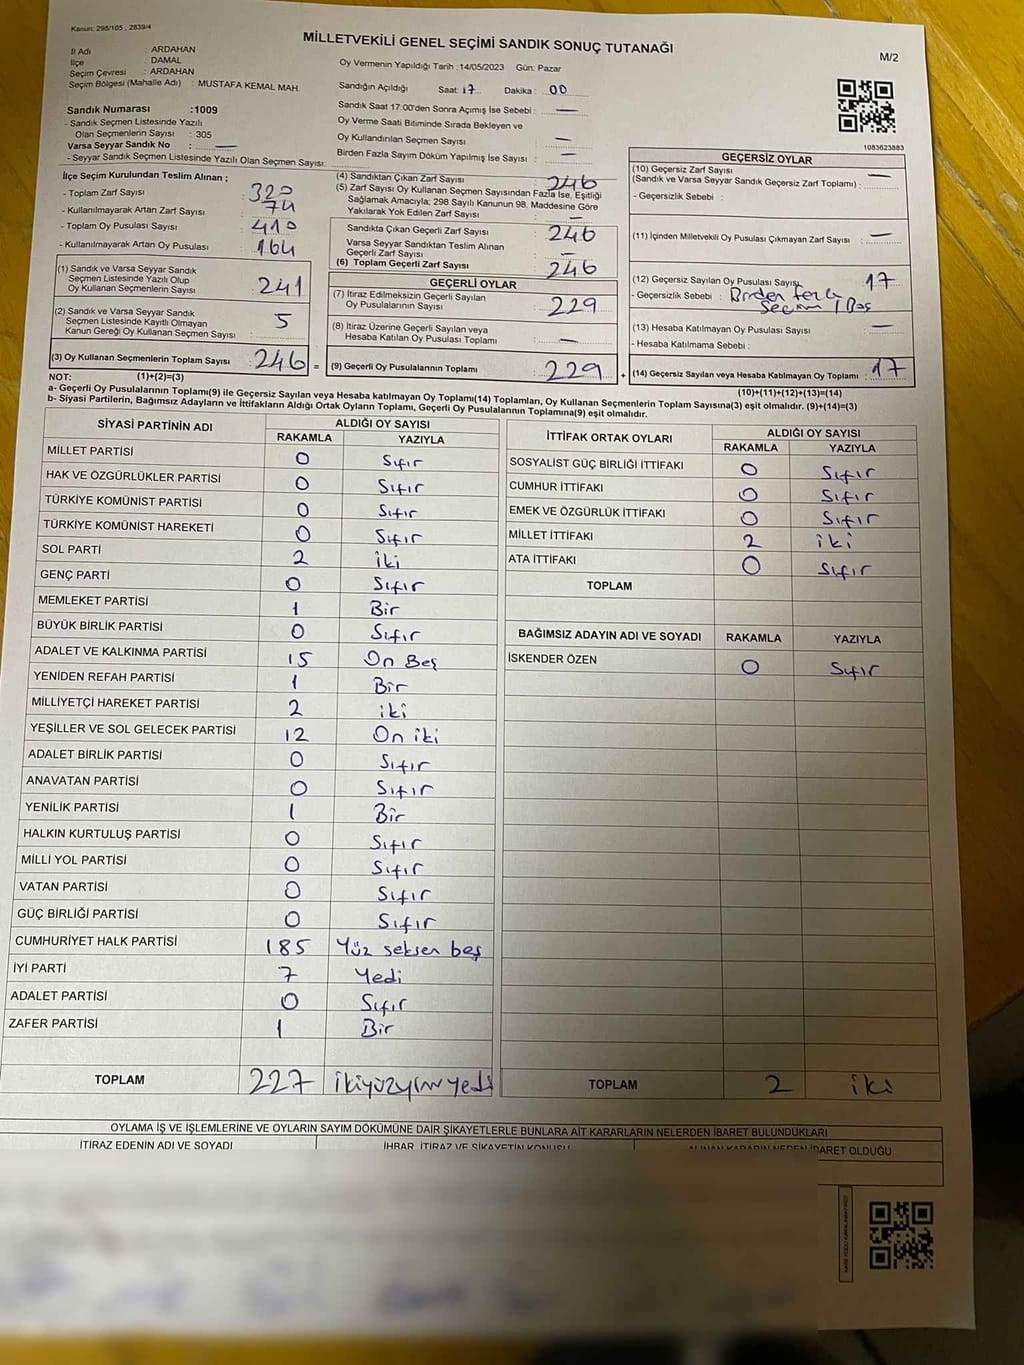 Kanun: 298/105 , 2839/4
MİLLETVEKİLİ GENEL SEÇİMİ SANDIK SONUÇ TUTANAĞI
M/2
İl Adı : ARDAHAN
İlçe : DAMAL
Seçim Çevresi : ARDAHAN
Seçim Bölgesi (Mahalle Adı) : MUSTAFA KEMAL MAH.
Oy Vermenin Yapıldığı Tarih :14/05/2023 Gün: Pazar
Sandığın Açıldığı Saat: 17 Dakika : 00
Sandık Saat 17:00'den Sonra Açımış İse Sebebi : —
Oy Verme Saati Bitiminde Sırada Bekleyen ve
Oy Kullandırılan Seçmen Sayısı : —
Birden Fazla Sayım Döküm Yapılmış İse Sayısı : —
Sandık Numarası :1009
- Sandık Seçmen Listesinde Yazılı
Olan Seçmenlerin Sayısı : 305
Varsa Seyyar Sandık No : —
- Seyyar Sandık Seçmen Listesinde Yazılı Olan Seçmen Sayısı:
1083623883
İlçe Seçim Kurulundan Teslim Alınan ;
- Toplam Zarf Sayısı : 320
- Kullanılmayarak Artan Zarf Sayısı : 74
- Toplam Oy Pusulası Sayısı : 410
- Kullanılmayarak Artan Oy Pusulası : 164
(1) Sandık ve Varsa Seyyar Sandık
Seçmen Listesinde Yazılı Olup
Oy Kullanan Seçmenlerin Sayısı : 241
(2) Sandık ve Varsa Seyyar Sandık
Seçmen Listesinde Kayıtlı Olmayan
Kanun Gereği Oy Kullanan Seçmen Sayısı : 5
(3) Oy Kullanan Seçmenlerin Toplam Sayısı : 246 =
(4) Sandıktan Çıkan Zarf Sayısı : 246
(5) Zarf Sayısı Oy Kullanan Seçmen Sayısından Fazla İse, Eşitliği
Sağlamak Amacıyla; 298 Sayılı Kanunun 98. Maddesine Göre
Yakılarak Yok Edilen Zarf Sayısı : —
Sandıkta Çıkan Geçerli Zarf Sayısı : 246
Varsa Seyyar Sandıktan Teslim Alınan
Geçerli Zarf Sayısı : —
(6) Toplam Geçerli Zarf Sayısı : 246
GEÇERLİ OYLAR
(7) İtiraz Edilmeksizin Geçerli Sayılan
Oy Pusulalarının Sayısı : 229
(8) İtiraz Üzerine Geçerli Sayılan veya
Hesaba Katılan Oy Pusulası Toplamı : —
(9) Geçerli Oy Pusulalarının Toplamı : 229 +
GEÇERSİZ OYLAR
(10) Geçersiz Zarf Sayısı
(Sandık ve Varsa Seyyar Sandık Geçersiz Zarf Toplamı) : —
- Geçersizlik Sebebi :
(11) İçinden Milletvekili Oy Pusulası Çıkmayan Zarf Sayısı : —
(12) Geçersiz Sayılan Oy Pusulası Sayısı : 17
- Geçersizlik Sebebi : Birden fazla
Seçim / Boş
(13) Hesaba Katılmayan Oy Pusulası Sayısı : —
- Hesaba Katılmama Sebebi :
(14) Geçersiz Sayılan veya Hesaba Katılmayan Oy Toplamı : 17
NOT: (1)+(2)=(3) (10)+(11)+(12)+(13)=(14)
a- Geçerli Oy Pusulalarının Toplamı(9) ile Geçersiz Sayılan veya Hesaba katılmayan Oy Toplamı(14) Toplamları, Oy Kullanan Seçmenlerin Toplam Sayısına(3) eşit olmalıdır. (9)+(14)=(3)
b- Siyasi Partilerin, Bağımsız Adayların ve İttifakların Aldığı Ortak Oyların Toplamı, Geçerli Oy Pusulalarının Toplamına(9) eşit olmalıdır.
SİYASİ PARTİNİN ADI ALDIĞI OY SAYISI
RAKAMLA YAZIYLA
MİLLET PARTİSİ 0 Sıfır
HAK VE ÖZGÜRLÜKLER PARTİSİ 0 Sıfır
TÜRKİYE KOMÜNİST PARTİSİ 0 Sıfır
TÜRKİYE KOMÜNİST HAREKETİ 0 Sıfır
SOL PARTİ 2 iki
GENÇ PARTİ 0 Sıfır
MEMLEKET PARTİSİ 1 Bir
BÜYÜK BİRLİK PARTİSİ 0 Sıfır
ADALET VE KALKINMA PARTİSİ 15 On Beş
YENİDEN REFAH PARTİSİ 1 Bir
MİLLİYETÇİ HAREKET PARTİSİ 2 iki
YEŞİLLER VE SOL GELECEK PARTİSİ 12 On iki
ADALET BİRLİK PARTİSİ 0 Sıfır
ANAVATAN PARTİSİ 0 Sıfır
YENİLİK PARTİSİ 1 Bir
HALKIN KURTULUŞ PARTİSİ 0 Sıfır
MİLLİ YOL PARTİSİ 0 Sıfır
VATAN PARTİSİ 0 Sıfır
GÜÇ BİRLİĞİ PARTİSİ 0 Sıfır
CUMHURİYET HALK PARTİSİ 185 Yüz seksen beş
İYİ PARTİ 7 Yedi
ADALET PARTİSİ 0 Sıfır
ZAFER PARTİSİ 1 Bir
TOPLAM 227 ikiyüzyirmiyedi
İTTİFAK ORTAK OYLARI ALDIĞI OY SAYISI
RAKAMLA YAZIYLA
SOSYALİST GÜÇ BİRLİĞİ İTTİFAKI 0 Sıfır
CUMHUR İTTİFAKI 0 Sıfır
EMEK VE ÖZGÜRLÜK İTTİFAKI 0 Sıfır
MİLLET İTTİFAKI 2 iki
ATA İTTİFAKI 0 Sıfır
TOPLAM
BAĞIMSIZ ADAYIN ADI VE SOYADI RAKAMLA YAZIYLA
İSKENDER ÖZEN 0 Sıfır
TOPLAM 2 iki
OYLAMA İŞ VE İŞLEMLERİNE VE OYLARIN SAYIM DÖKÜMÜNE DAİR ŞİKAYETLERLE BUNLARA AİT KARARLARIN NELERDEN İBARET BULUNDUKLARI
İTİRAZ EDENİN ADI VE SOYADI İHBAR, İTİRAZ VE ŞİKAYETİN KONUSU ALINAN KARARIN NEDEN İBARET OLDUĞU